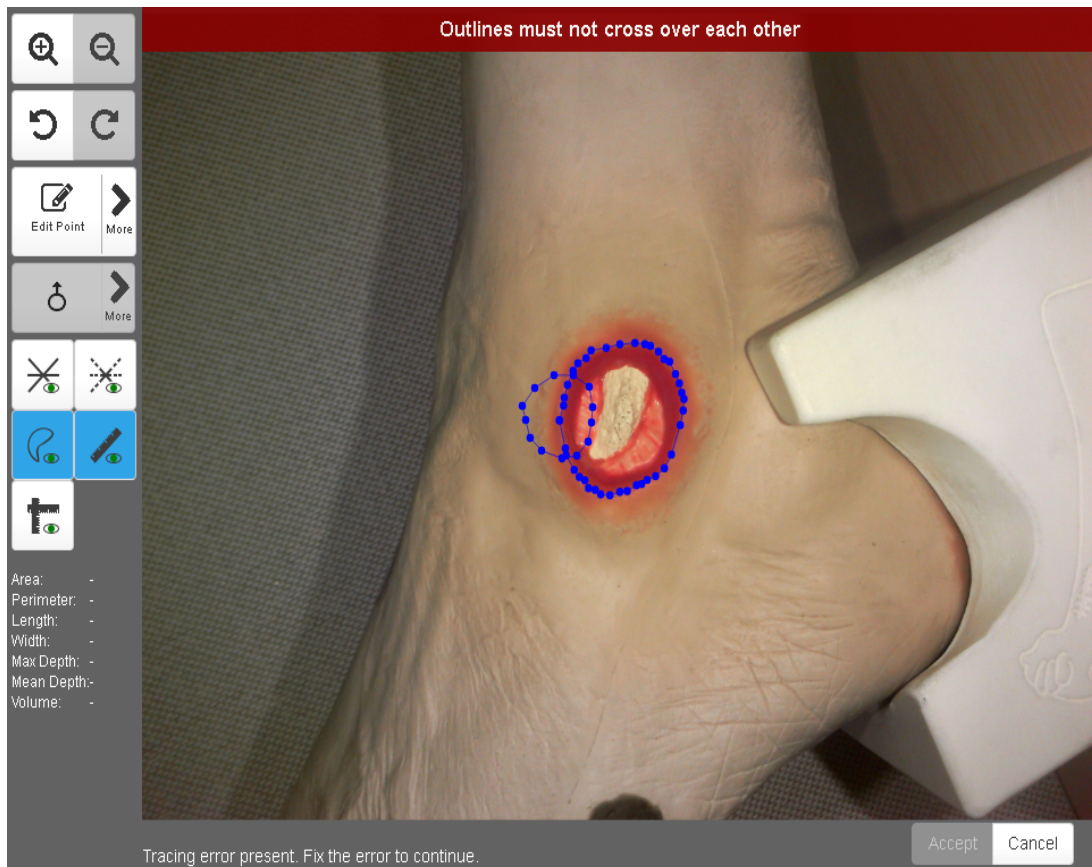 Outlines must not cross over each other
Edit Point
More
More
Area: -
Perimeter: -
Length: -
Width: -
Max Depth: -
Mean Depth:-
Volume: -
Tracing error present. Fix the error to continue.
Accept
Cancel